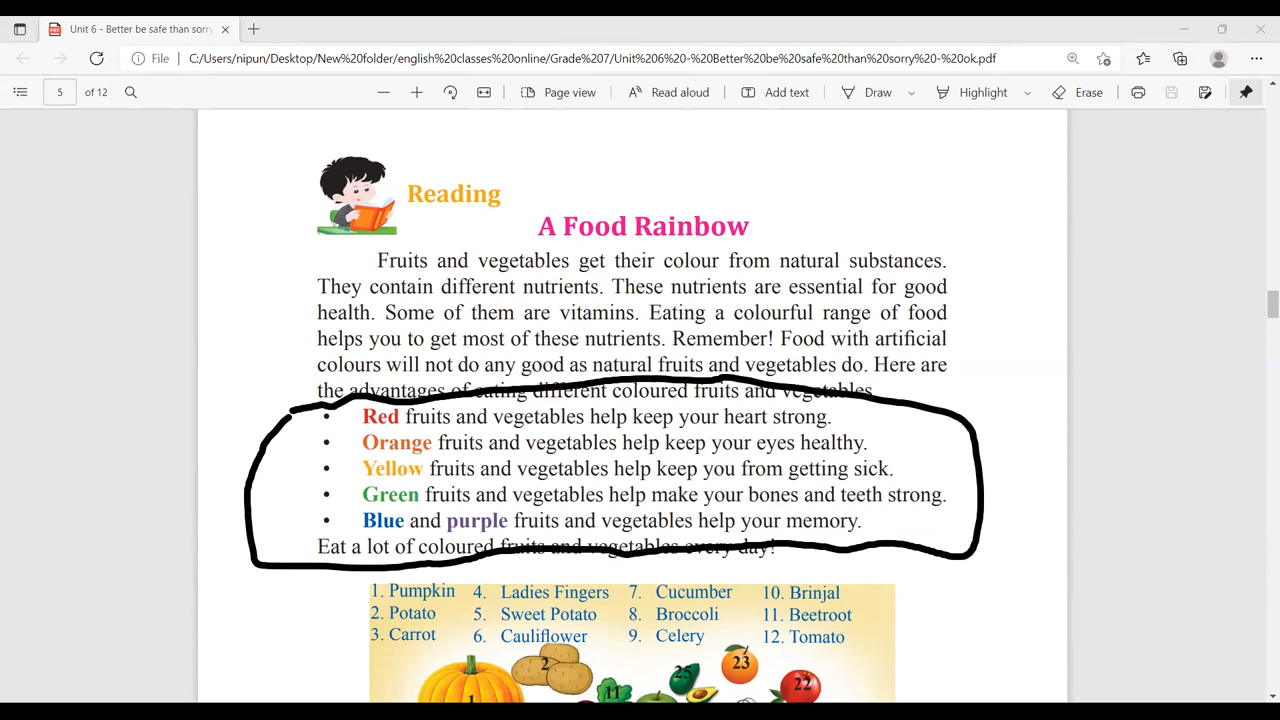 Unit 6 - Better be safe than sorry
File C:/Users/nipun/Desktop/New%20folder/english%20classes%20online/Grade%207/Unit%206%20-%20Better%20be%20safe%20than%20sorry%20-%20ok.pdf
5 of 12 Page view Read aloud Add text Draw Highlight Erase
Reading
A Food Rainbow
Fruits and vegetables get their colour from natural substances.
They contain different nutrients. These nutrients are essential for good
health. Some of them are vitamins. Eating a colourful range of food
helps you to get most of these nutrients. Remember! Food with artificial
colours will not do any good as natural fruits and vegetables do. Here are
the advantages of eating different coloured fruits and vegetables.
• Red fruits and vegetables help keep your heart strong.
• Orange fruits and vegetables help keep your eyes healthy.
• Yellow fruits and vegetables help keep you from getting sick.
• Green fruits and vegetables help make your bones and teeth strong.
• Blue and purple fruits and vegetables help your memory.
Eat a lot of coloured fruits and vegetables every day!
1. Pumpkin 4. Ladies Fingers 7. Cucumber 10. Brinjal
2. Potato 5. Sweet Potato 8. Broccoli 11. Beetroot
3. Carrot 6. Cauliflower 9. Celery 12. Tomato
2 23
25
11 22
1